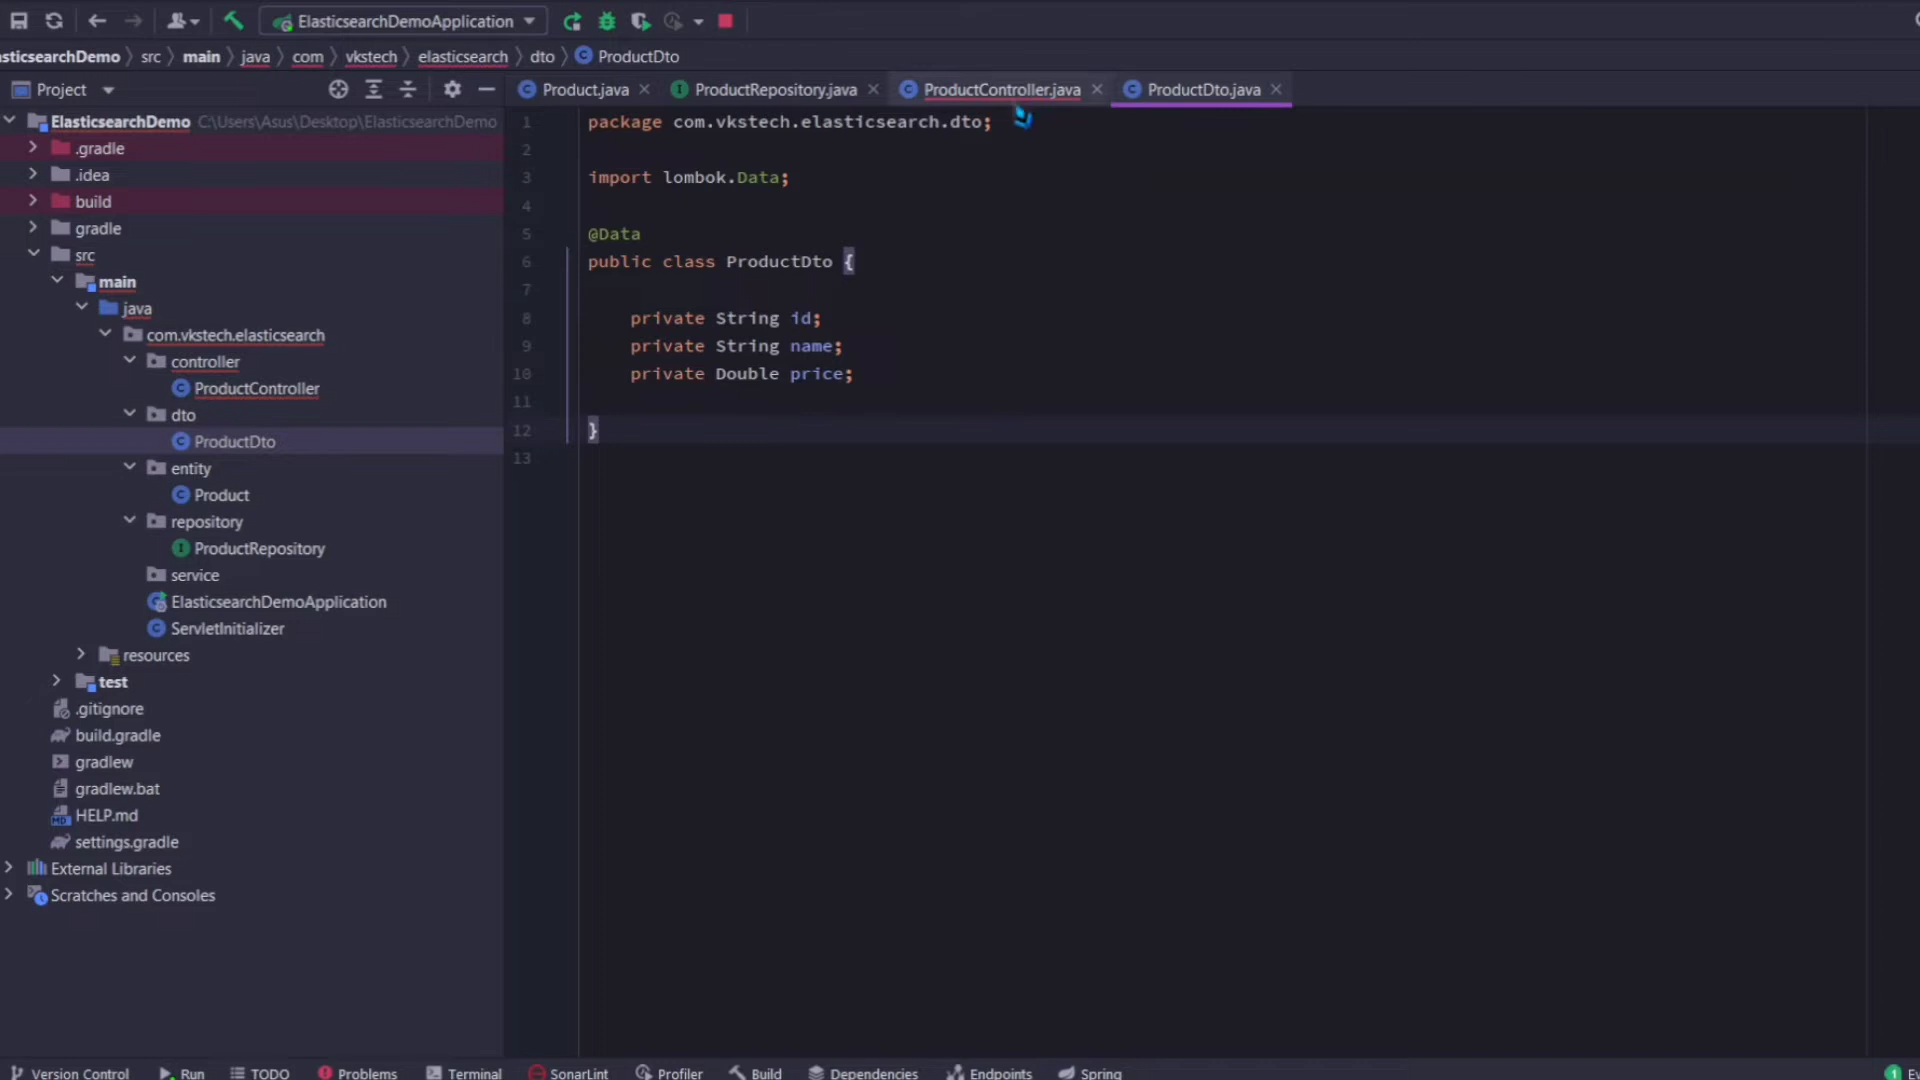 ElasticsearchDemoApplication
asticsearchDemo src main java com vkstech elasticsearch dto ProductDto
Project
Product.java ProductRepository.java ProductController.java ProductDto.java
ElasticsearchDemo C:\Users\Asus\Desktop\ElasticsearchDemo
.gradle
.idea
build
gradle
src
main
java
com.vkstech.elasticsearch
controller
ProductController
dto
ProductDto
entity
Product
repository
ProductRepository
service
ElasticsearchDemoApplication
ServletInitializer
resources
test
.gitignore
build.gradle
gradlew
gradlew.bat
HELP.md
settings.gradle
External Libraries
Scratches and Consoles
1 package com.vkstech.elasticsearch.dto;
2
3 import lombok.Data;
4
5 @Data
6 public class ProductDto {
7
8 private String id;
9 private String name;
10 private Double price;
11
12 }
13
Version Control Run TODO Problems Terminal SonarLint Profiler Build Dependencies Endpoints Spring 1